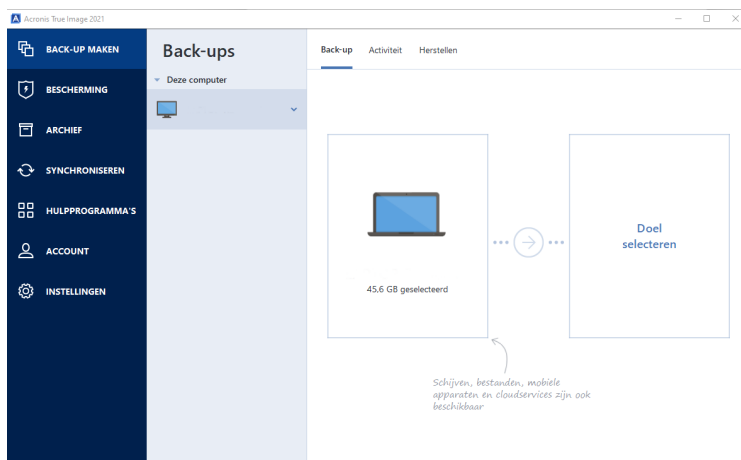 Acronis True Image 2021
BACK-UP MAKEN
BESCHERMING
ARCHIEF
SYNCHRONISEREN
HULPPROGRAMMA'S
ACCOUNT
INSTELLINGEN
Back-ups
Deze computer
Back-up Activiteit Herstellen
45,6 GB geselecteerd
Doel
selecteren
Schijven, bestanden, mobiele
apparaten en cloudservices zijn ook
beschikbaar